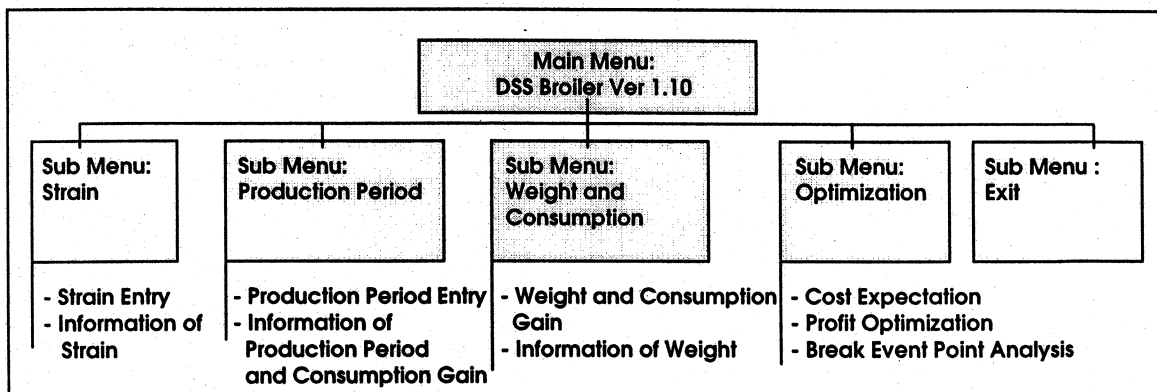 Main Menu:
DSS Broiler Ver 1.10
Sub Menu:
Strain
Sub Menu:
Production Period
Sub Menu:
Weight and
Consumption
Sub Menu:
Optimization
Sub Menu :
Exit
- Strain Entry
- Information of
Strain
- Production Period Entry
- Information of
Production Period
and Consumption Gain
- Weight and Consumption
Gain
- Information of Weight
- Cost Expectation
- Profit Optimization
- Break Event Point Analysis